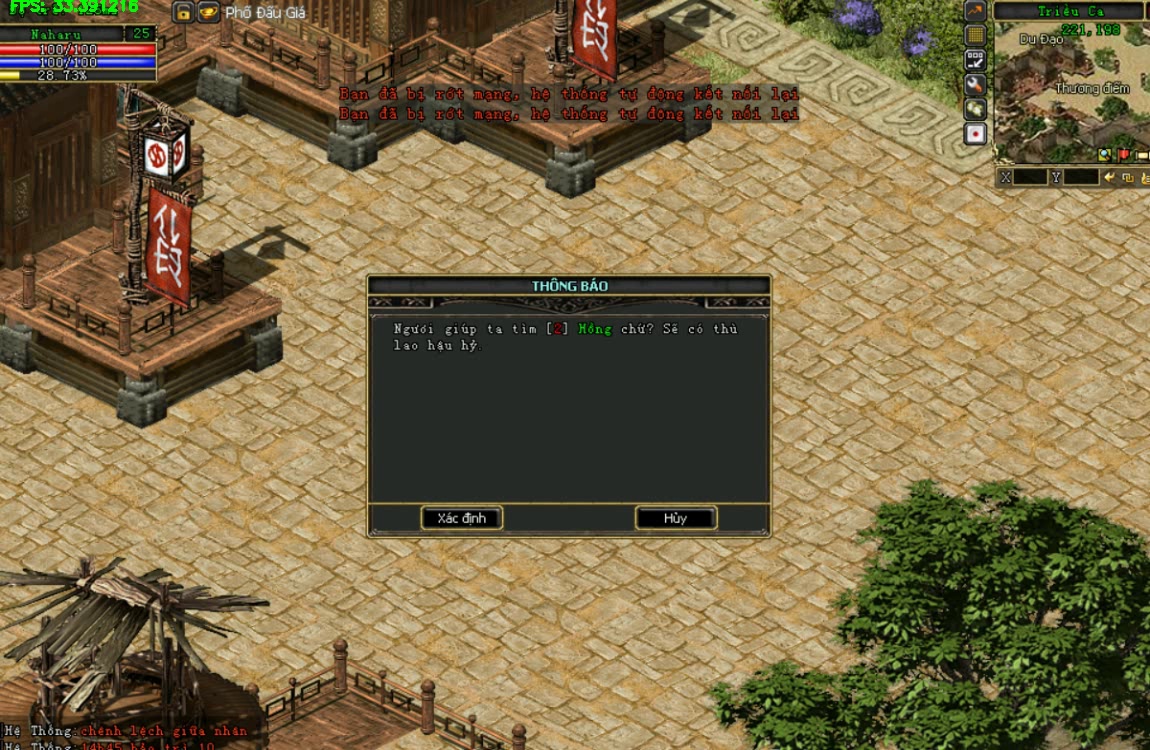 FPS: 33.391216
Phố Đấu Giá
Naharu 25
100/100
100/100
28.73%
Triều Ca
221,198
Du Đạo
Thương điếm
X Y
Bạn đã bị rớt mạng, hệ thống tự động kết nối lại
Bạn đã bị rớt mạng, hệ thống tự động kết nối lại
THÔNG BÁO
Ngươi giúp ta tìm [2] Hồng chứ? Sẽ có thù
lao hậu hỷ.
Xác định Hủy
Hệ Thống:chênh lệch giữa nhân
Hệ Thống: